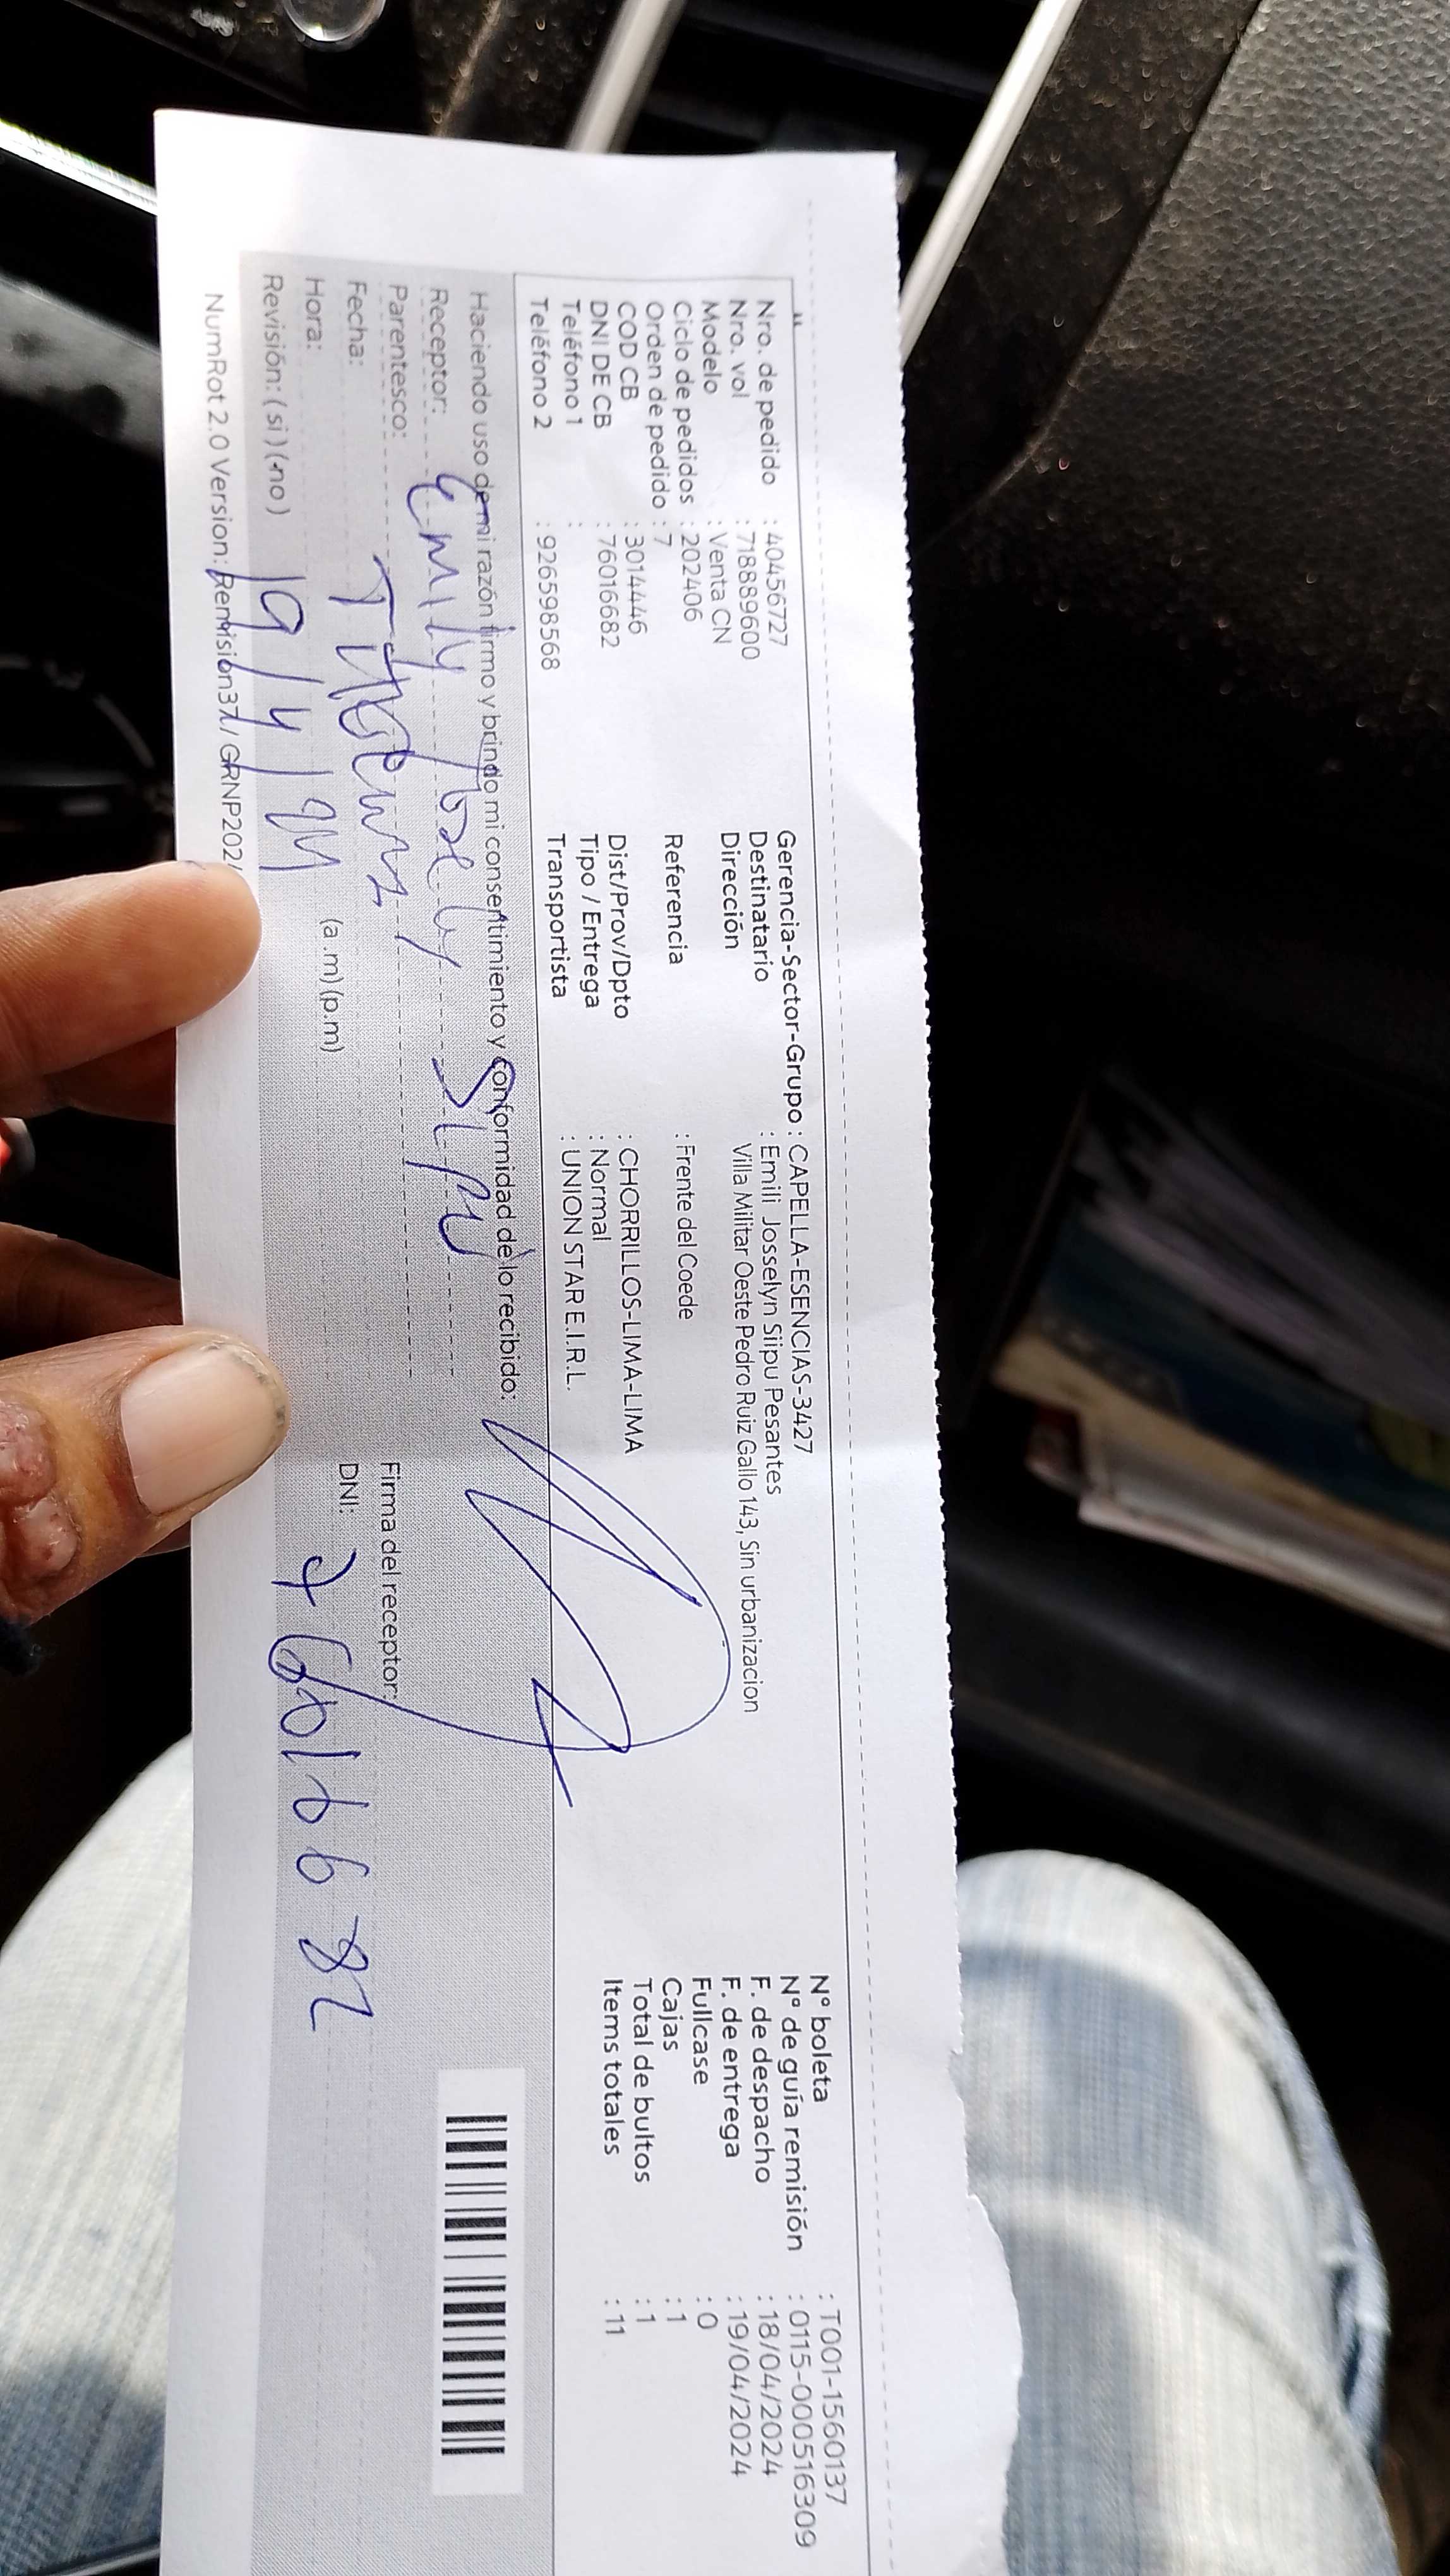 Nro. de pedido : 40456727
Nro. vol : 718889600
Modelo : Venta CN
Ciclo de pedidos : 202406
Orden de pedido : 7
COD CB : 3014446
DNI DE CB : 76016682
Teléfono 1 :
Teléfono 2 : 926598568
Gerencia-Sector-Grupo : CAPELLA-ESENCIAS-3427
Destinatario : Emili Josselyn Siipu Pesantes
Dirección Villa Militar Oeste Pedro Ruiz Gallo 143, Sin urbanizacion
Referencia : Frente del Coede
Dist/Prov/Dpto : CHORRILLOS-LIMA-LIMA
Tipo / Entrega : Normal
Transportista : UNION STAR E.I.R.L.
N° boleta : T001-1560137
N° de guía remisión : 0115-000516309
F. de despacho : 18/04/2024
F. de entrega : 19/04/2024
Fullcase : 0
Cajas : 1
Total de bultos : 1
Items totales : 11
Haciendo uso de mi razón firmo y brindo mi consentimiento y conformidad de lo recibido:
Receptor: Emily Josely SIPU
Parentesco:
Fecha:
Hora: (a.m) (p.m)
Revisión: ( si ) (-no ) 19/4/24
Firma del receptor:
DNI: 76016682
NumRot 2.0 Version: Remision37.1 GRNP202